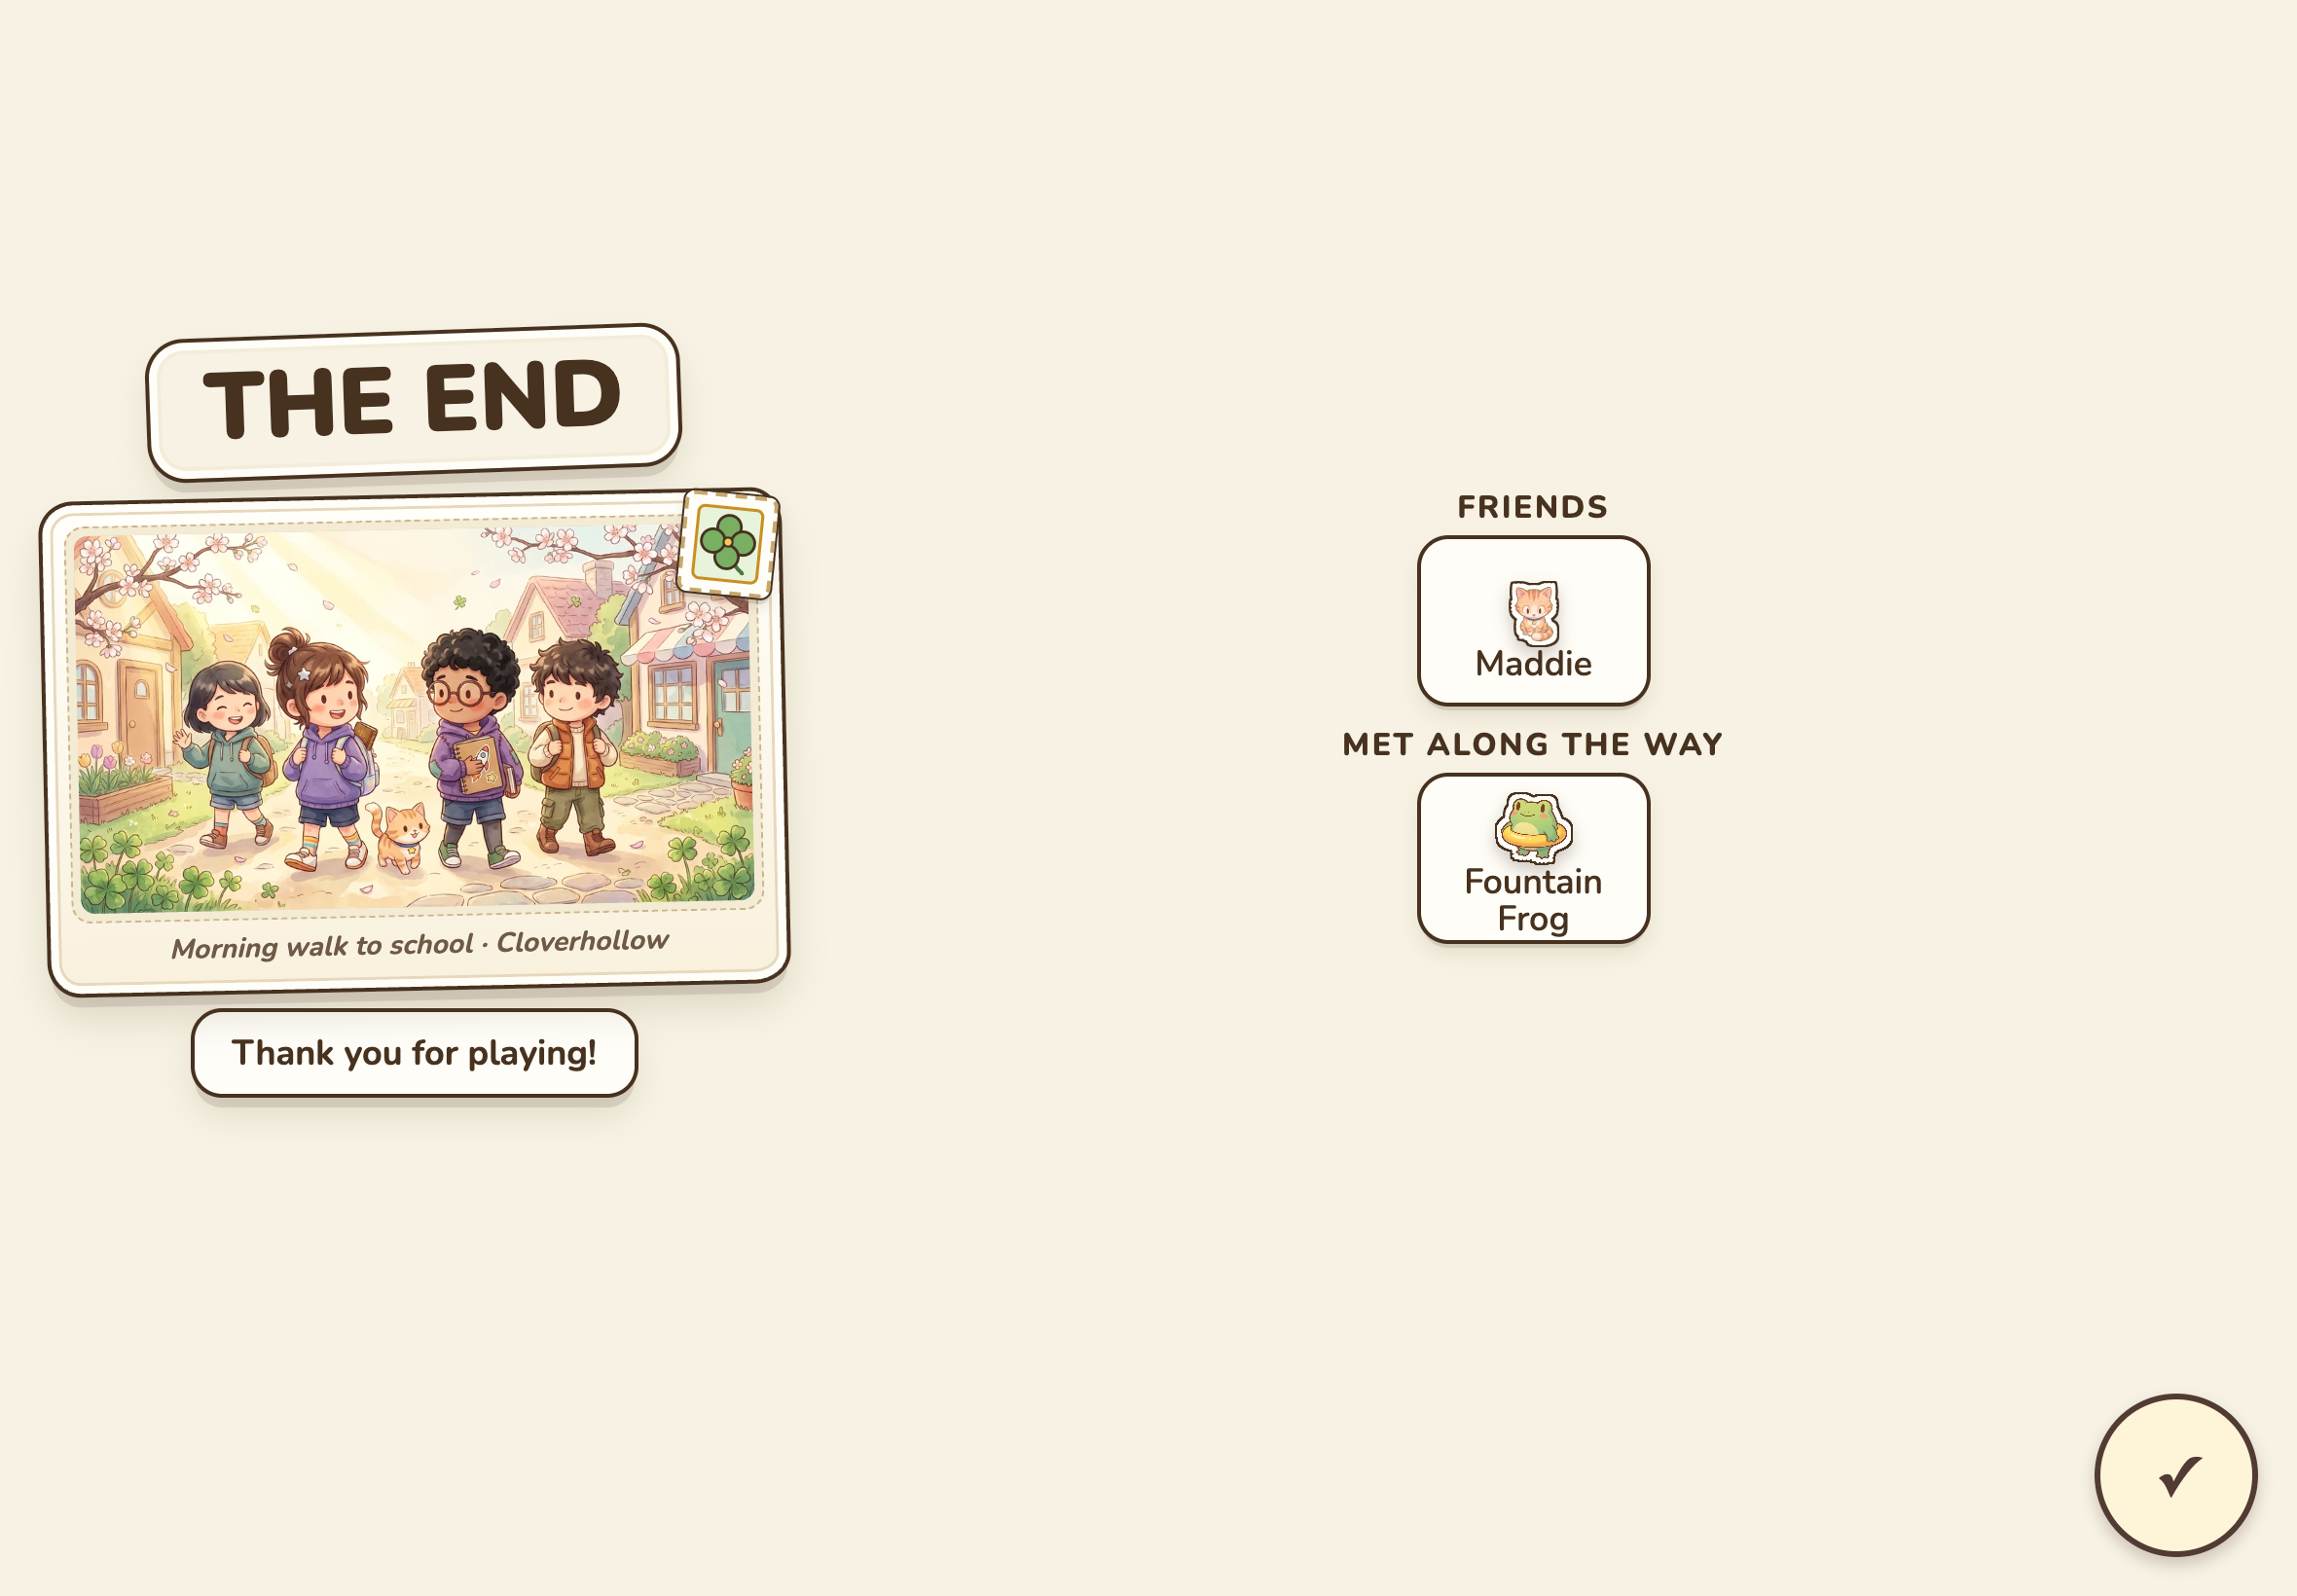 THE END
Morning walk to school · Cloverhollow
Thank you for playing!
FRIENDS
Maddie
MET ALONG THE WAY
Fountain
Frog